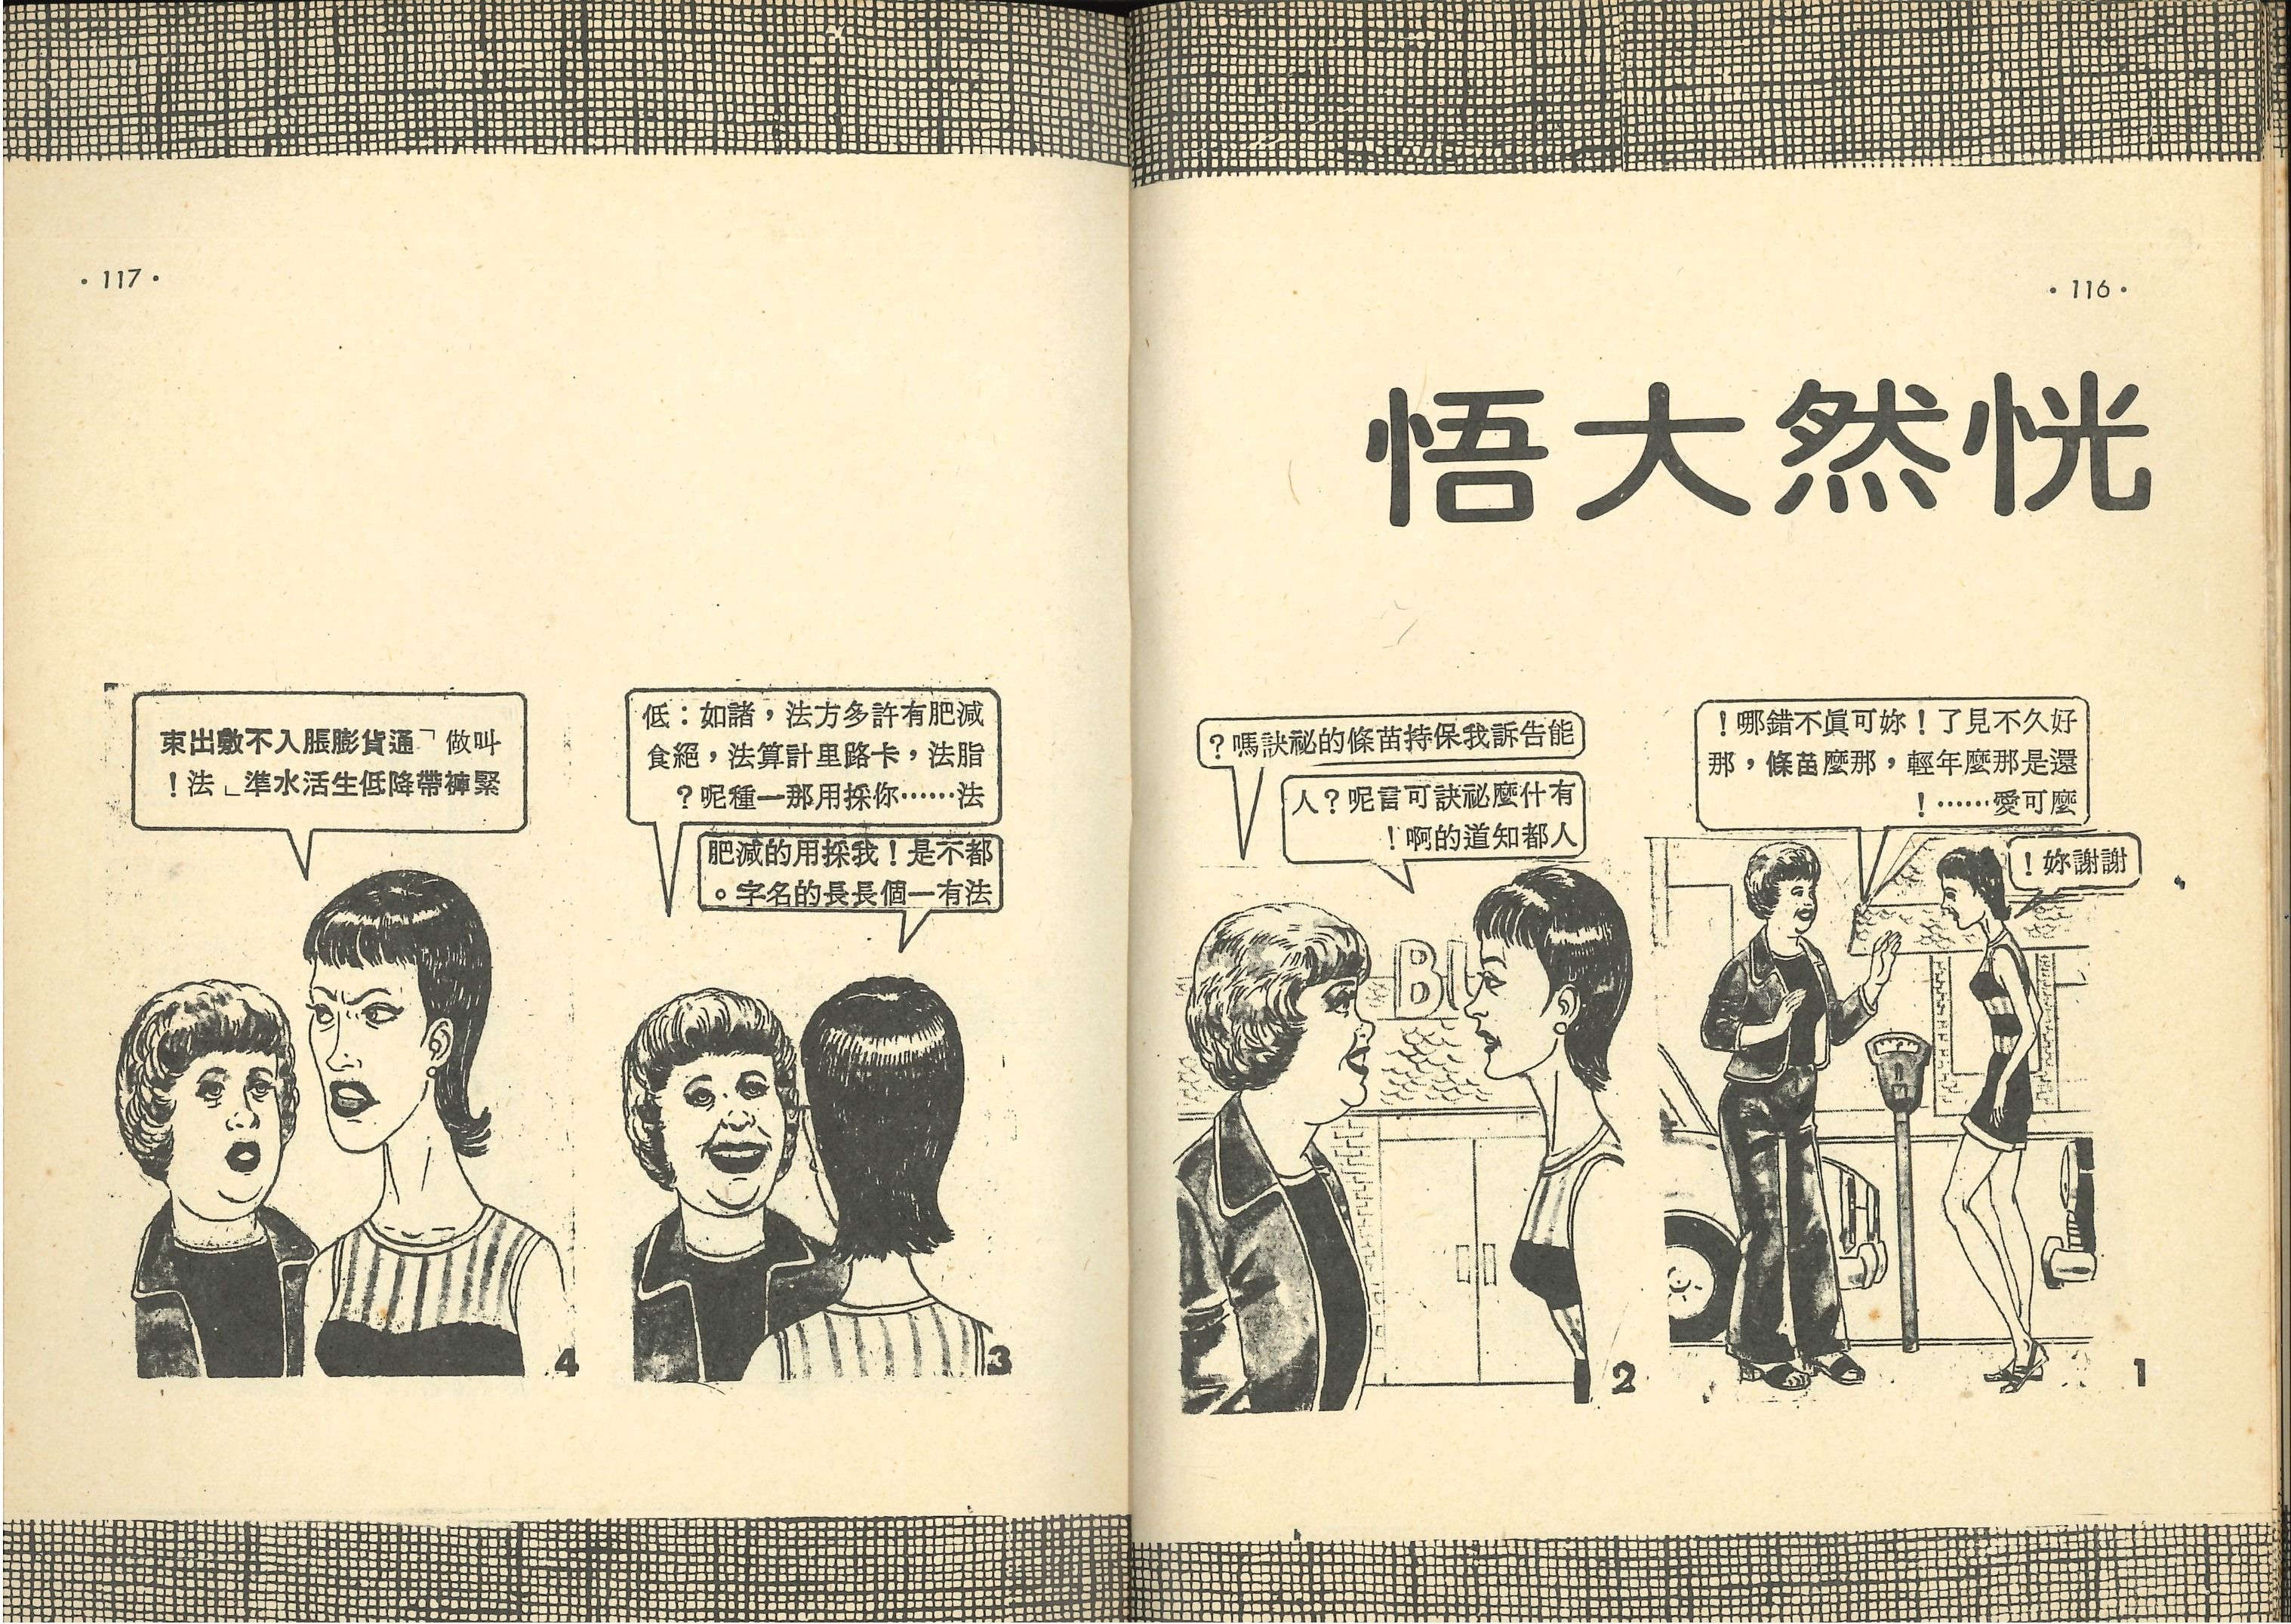 ·116·
恍然大悟
好久不見了!妳可眞不錯哪!
還是那麼年輕,那麼苗條,那
麼可愛……!
謝謝妳!
1
能告訴我保持苗條的祕訣嗎?
有什麼祕訣可言呢?人
人都知道的啊!
2
·117·
減肥有許多方法,諸如:低
脂法,卡路里計算法,絕食
法……你採用那一種呢?
都不是!我採用的減肥
法有一個長長的名字。
3
叫做「通貨膨脹入不敷出束
緊褲帶降低生活水準」法!
4